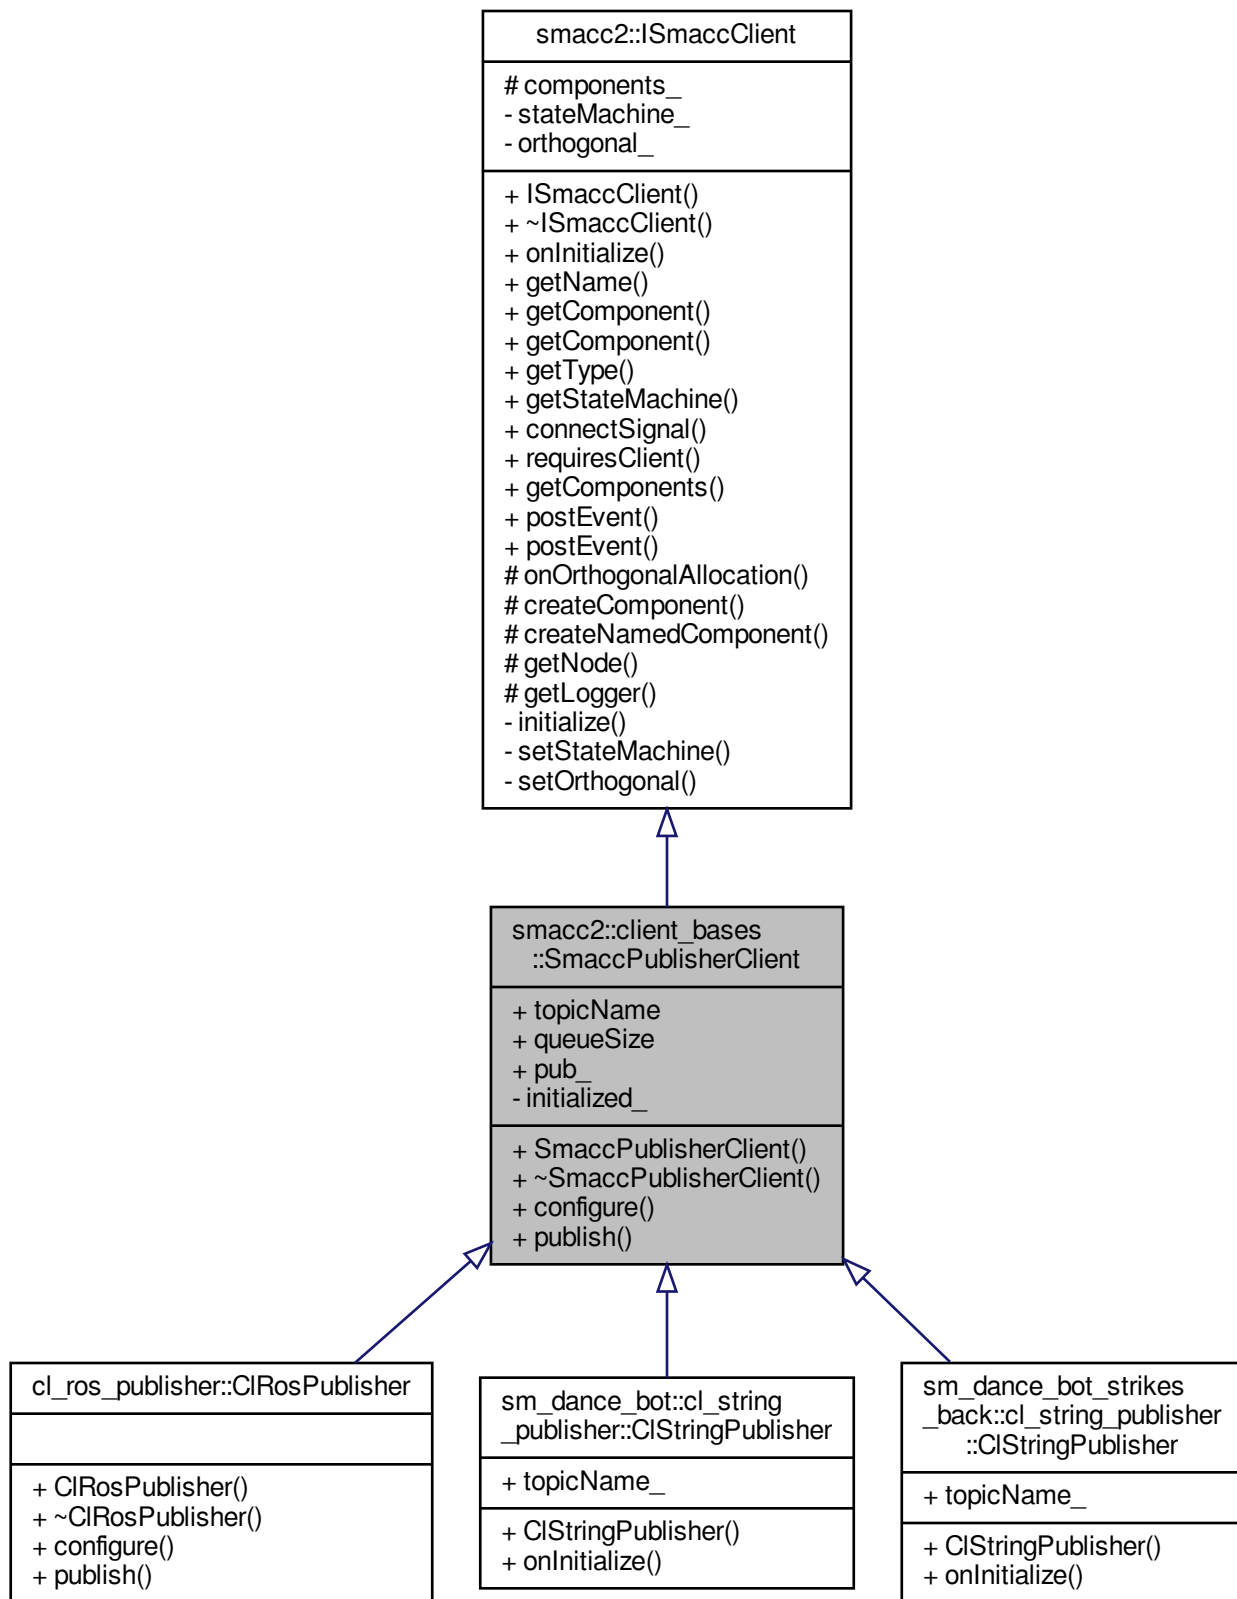 smacc2::ISmaccClient
# components_
- stateMachine_
- orthogonal_
+ ISmaccClient()
+ ~ISmaccClient()
+ onInitialize()
+ getName()
+ getComponent()
+ getComponent()
+ getType()
+ getStateMachine()
+ connectSignal()
+ requiresClient()
+ getComponents()
+ postEvent()
+ postEvent()
# onOrthogonalAllocation()
# createComponent()
# createNamedComponent()
# getNode()
# getLogger()
- initialize()
- setStateMachine()
- setOrthogonal()
smacc2::client_bases
::SmaccPublisherClient
+ topicName
+ queueSize
+ pub_
- initialized_
+ SmaccPublisherClient()
+ ~SmaccPublisherClient()
+ configure()
+ publish()
cl_ros_publisher::ClRosPublisher
+ ClRosPublisher()
+ ~ClRosPublisher()
+ configure()
+ publish()
sm_dance_bot::cl_string
_publisher::ClStringPublisher
+ topicName_
+ ClStringPublisher()
+ onInitialize()
sm_dance_bot_strikes
_back::cl_string_publisher
::ClStringPublisher
+ topicName_
+ ClStringPublisher()
+ onInitialize()